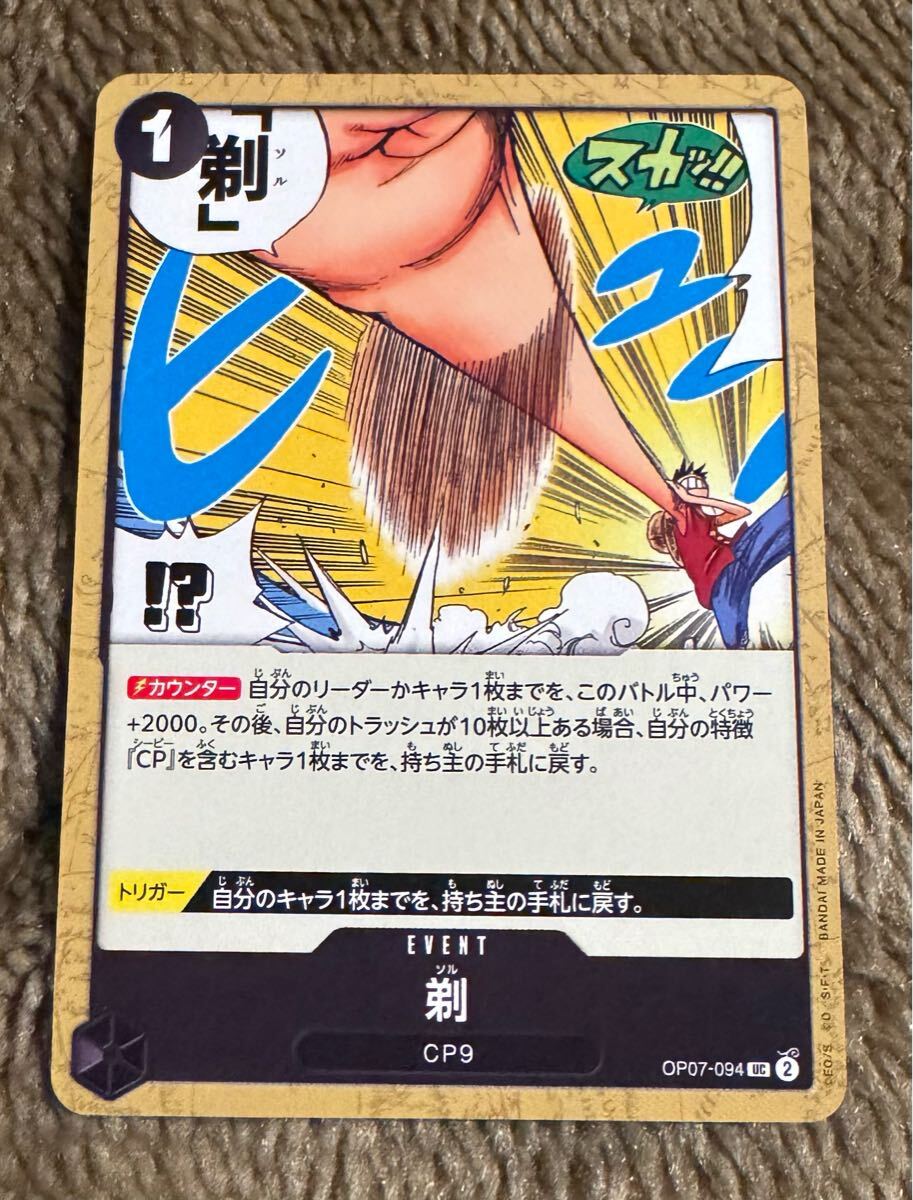 1
「剃」
ソル
スカッ!!
ヒュン
!?
カウンター 自分のリーダーかキャラ1枚までを、このバトル中、パワー
+2000。その後、自分のトラッシュが10枚以上ある場合、自分の特徴
『CP』を含むキャラ1枚までを、持ち主の手札に戻す。
トリガー 自分のキャラ1枚までを、持ち主の手札に戻す。
EVENT
ソル
剃
CP9
OP07-094 UC 2
©EO/S ©D S・F・T BANDAI MADE IN JAPAN